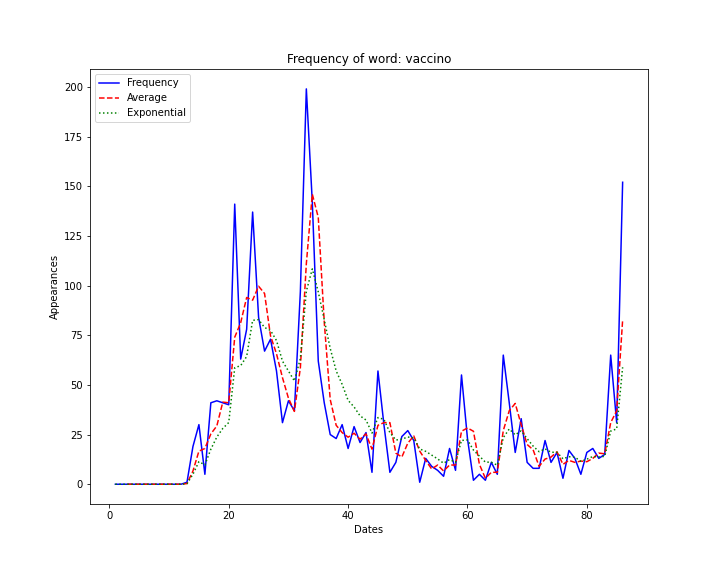 Frequency of word: vaccino
Frequency
Average
Exponential
Appearances
200
175
150
125
100
75
50
25
0
0 20 40 60 80
Dates